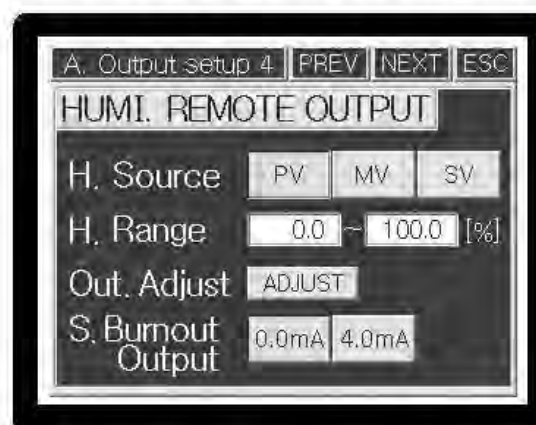 A. Output setup 4 PREV NEXT ESC
HUMI. REMOTE OUTPUT
H. Source PV MV SV
H. Range 0.0 ~ 100.0 [%]
Out. Adjust ADJUST
S. Burnout 0.0mA 4.0mA
Output